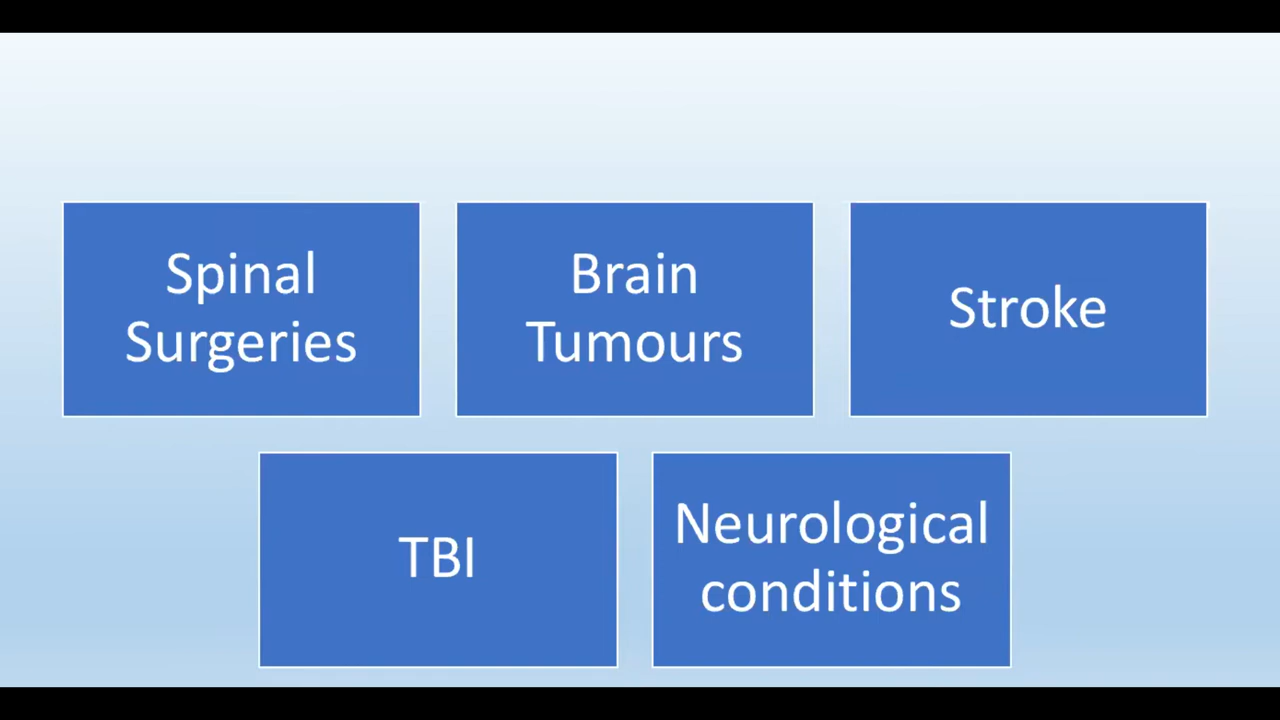 Spinal
Surgeries
Brain
Tumours
Stroke
TBI
Neurological
conditions